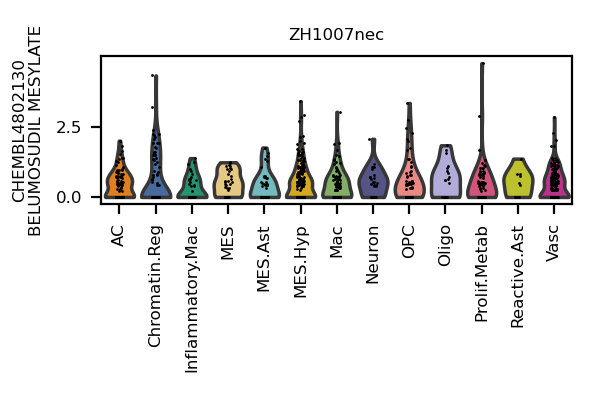 ZH1007nec
CHEMBL4802130
BELUMOSUDIL MESYLATE
2.5
0.0
AC
Chromatin.Reg
Inflammatory.Mac
MES
MES.Ast
MES.Hyp
Mac
Neuron
OPC
Oligo
Prolif.Metab
Reactive.Ast
Vasc